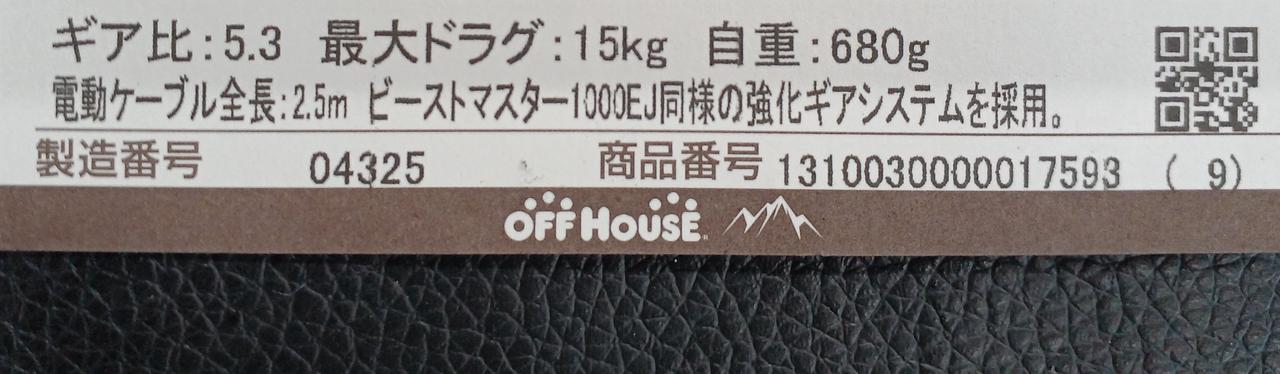 ギア比:5.3 最大ドラグ:15kg 自重:680g
電動ケーブル全長:2.5m ビーストマスター1000EJ同様の強化ギアシステムを採用。
製造番号 04325 商品番号 1310030000017593 ( 9)
OFF HOUSE